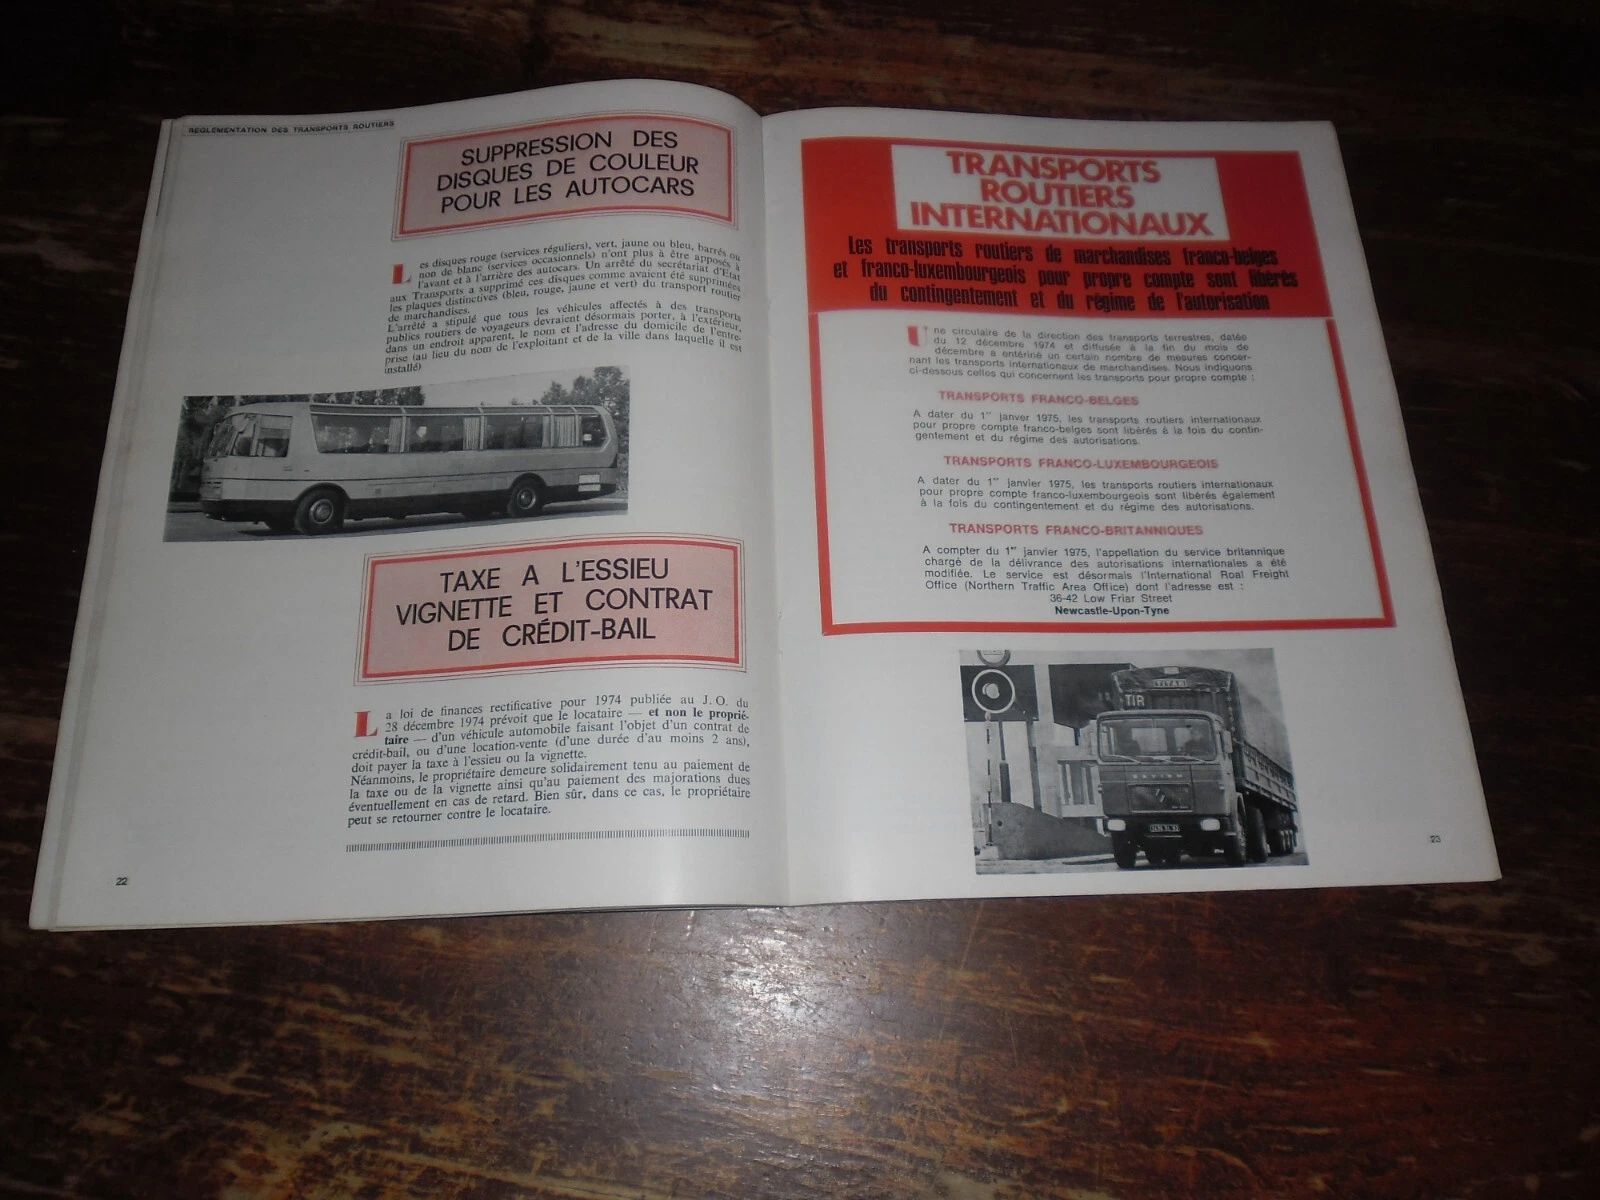 REGLEMENTATION DES TRANSPORTS ROUTIERS
SUPPRESSION DES
DISQUES DE COULEUR
POUR LES AUTOCARS
Les disques rouge (services réguliers), vert, jaune ou bleu, barrés ou
non de blanc (services occasionnels) n'ont plus à être apposés à
l'avant et à l'arrière des autocars. Un arrêté du secrétariat d'Etat
aux Transports a supprimé ces disques comme avaient été supprimées
les plaques distinctives (bleu, rouge, jaune et vert) du transport routier
de marchandises.
L'arrêté a stipulé que tous les véhicules affectés à des transports
publics routiers de voyageurs devraient désormais porter, à l'extérieur,
dans un endroit apparent, le nom et l'adresse du domicile de l'entre-
prise (au lieu du nom de l'exploitant et de la ville dans laquelle il est
installé)
TAXE A L'ESSIEU
VIGNETTE ET CONTRAT
DE CRÉDIT-BAIL
La loi de finances rectificative pour 1974 publiée au J.O. du
28 décembre 1974 prévoit que le locataire — et non le proprié-
taire — d'un véhicule automobile faisant l'objet d'un contrat de
crédit-bail, ou d'une location-vente (d'une durée d'au moins 2 ans),
doit payer la taxe à l'essieu ou la vignette.
Néanmoins, le propriétaire demeure solidairement tenu au paiement de
la taxe ou de la vignette ainsi qu'au paiement des majorations dues
éventuellement en cas de retard. Bien sûr, dans ce cas, le propriétaire
peut se retourner contre le locataire.
22
TRANSPORTS
ROUTIERS
INTERNATIONAUX
Les transports routiers de marchandises franco-belges
et franco-luxembourgeois pour propre compte sont libérés
du contingentement et du régime de l'autorisation
Une circulaire de la direction des transports terrestres, datée
du 12 décembre 1974 et diffusée à la fin du mois de
décembre a entériné un certain nombre de mesures concer-
nant les transports internationaux de marchandises. Nous indiquons
ci-dessous celles qui concernent les transports pour propre compte :
TRANSPORTS FRANCO-BELGES
A dater du 1er janver 1975, les transports routiers internationaux
pour propre compte franco-belges sont libérés à la fois du contin-
gentement et du régime des autorisations.
TRANSPORTS FRANCO-LUXEMBOURGEOIS
A dater du 1er janvier 1975, les transports routiers internationaux
pour propre compte franco-luxembourgeois sont libérés également
à la fois du contingentement et du régime des autorisations.
TRANSPORTS FRANCO-BRITANNIQUES
A compter du 1er janvier 1975, l'appellation du service britannique
chargé de la délivrance des autorisations internationales a été
modifiée. Le service est désormais l'International Roal Freight
Office (Northern Traffic Area Office) dont l'adresse est :
36-42 Low Friar Street
Newcastle-Upon-Tyne
TIR
SAVIEM
23